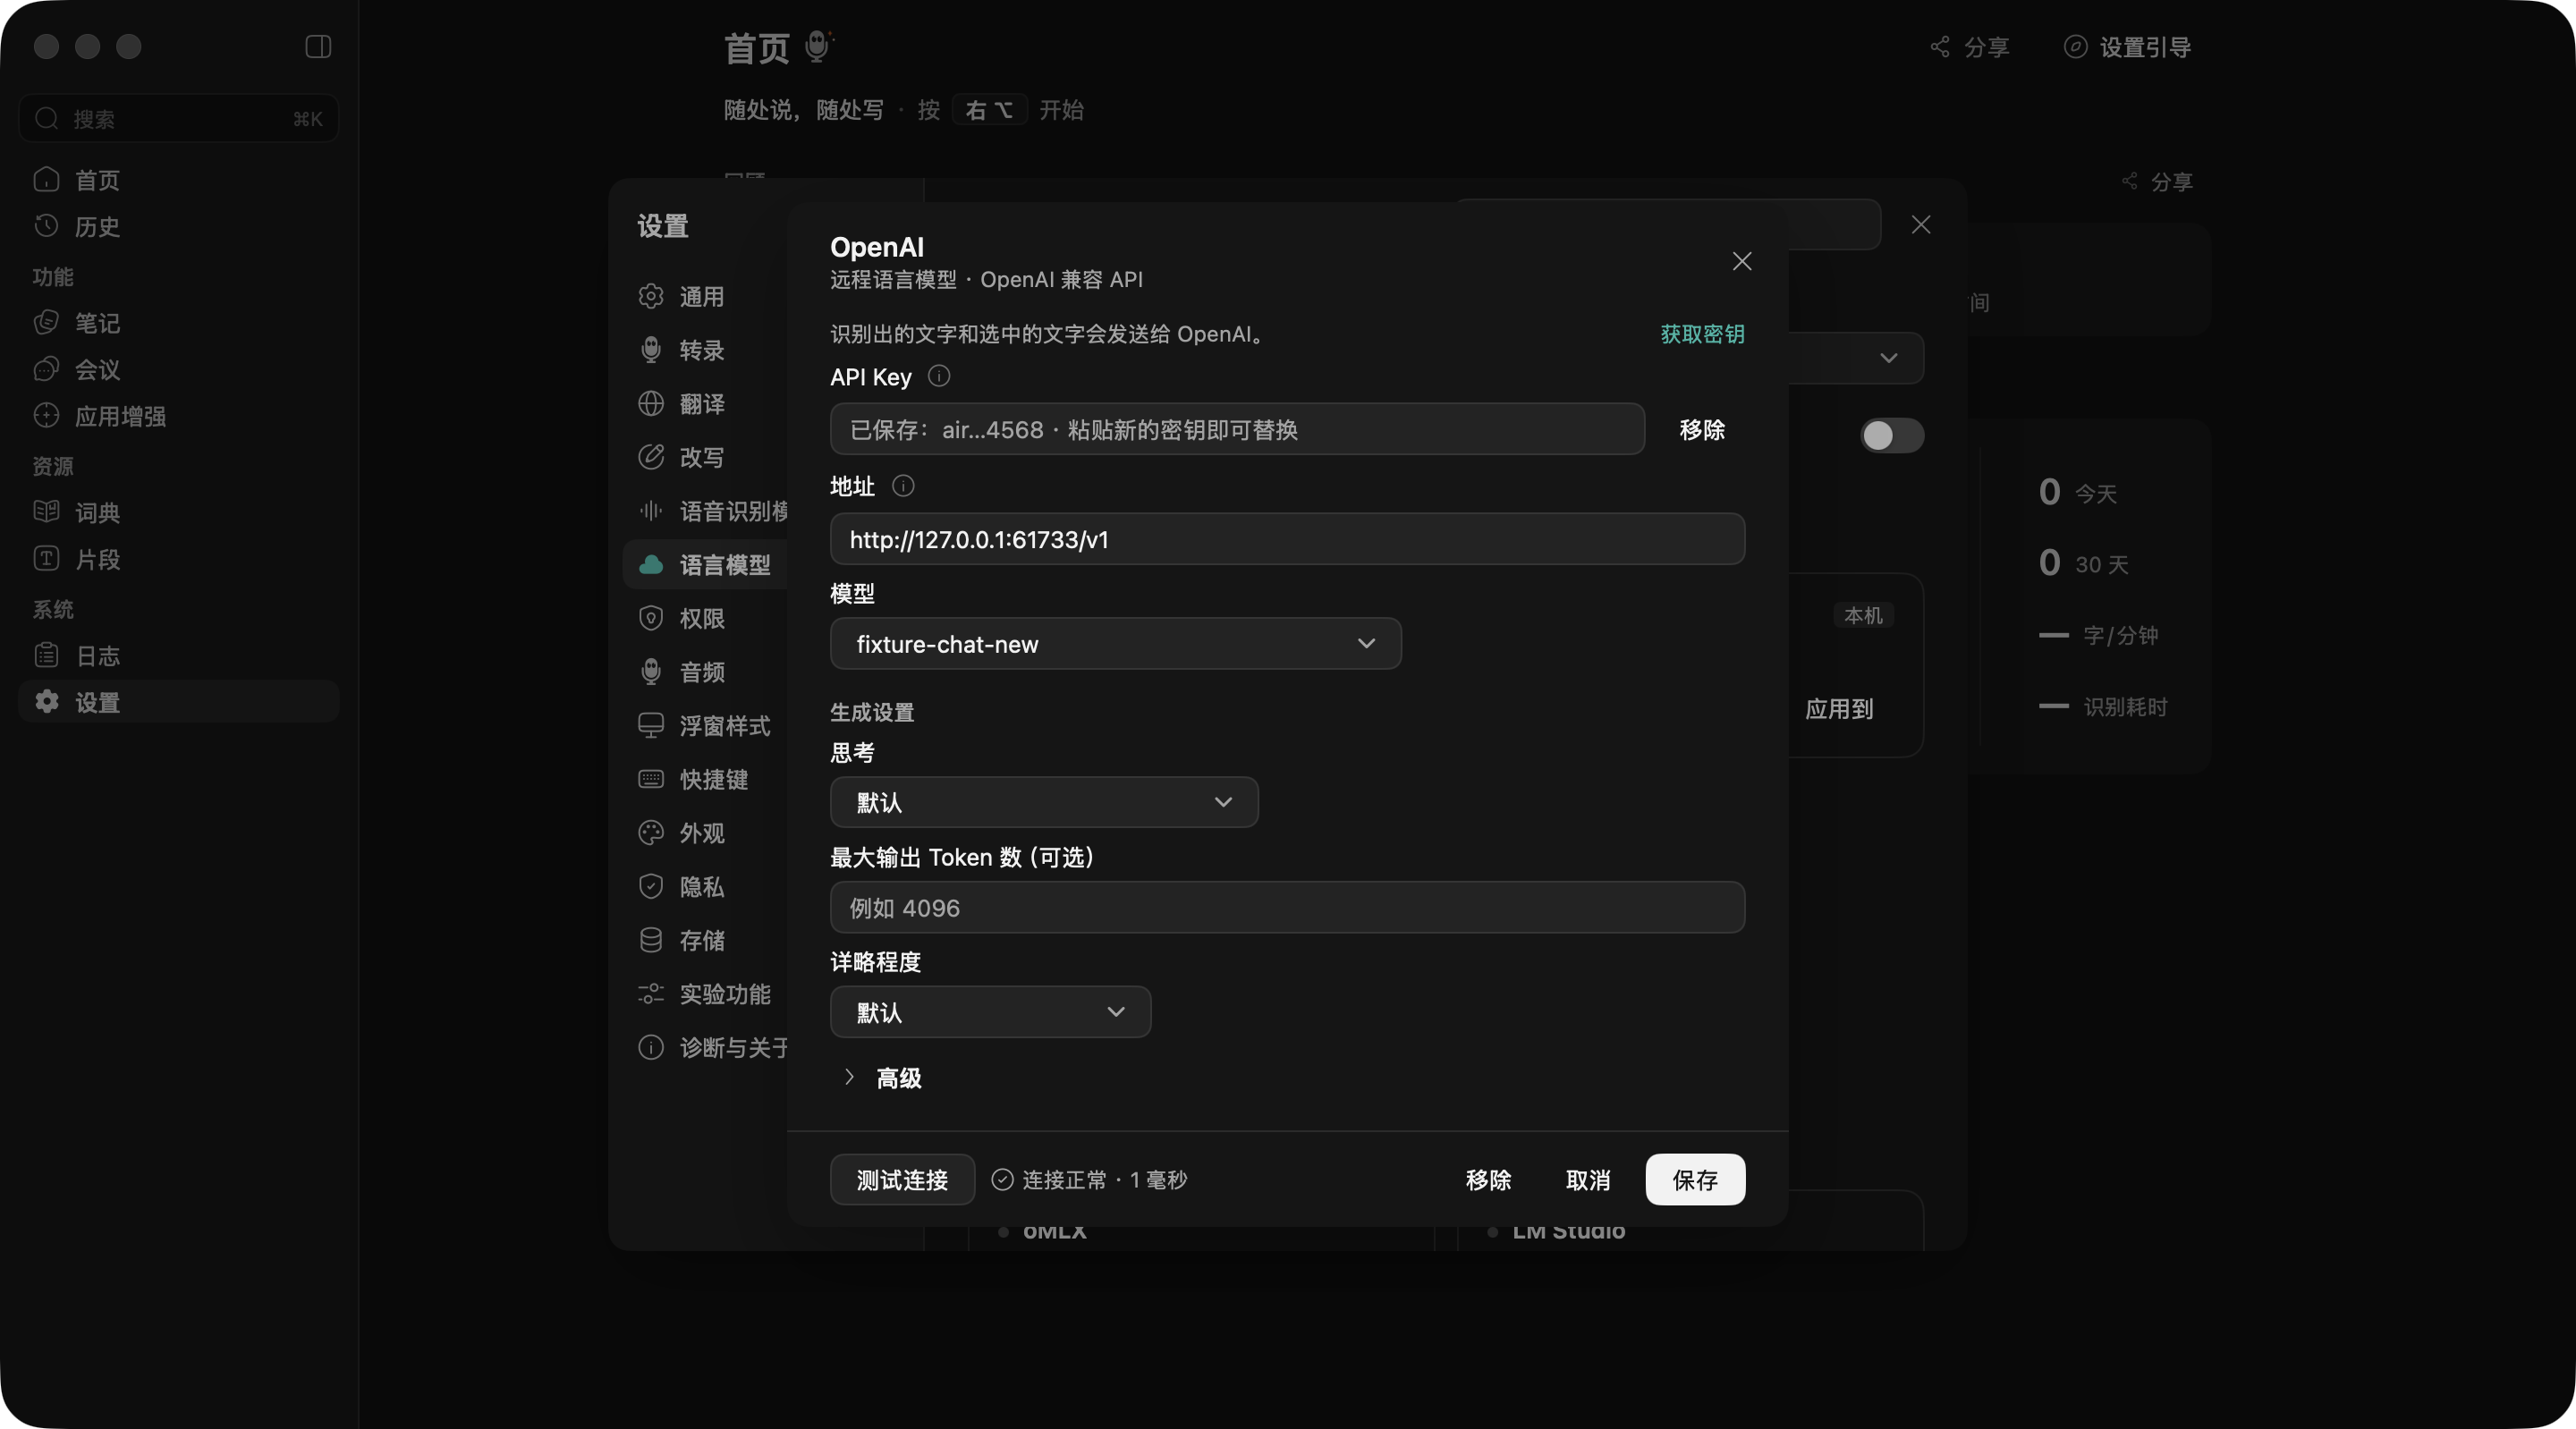 搜索 ⌘K
首页
历史
功能
笔记
会议
应用增强
资源
词典
片段
系统
日志
设置
首页
分享
设置引导
随处说，随处写 · 按 右 ⌥ 开始
分享
设置
通用
转录
翻译
改写
语音识别模
语言模型
权限
音频
浮窗样式
快捷键
外观
隐私
存储
实验功能
诊断与关于
OpenAI
远程语言模型 · OpenAI 兼容 API
识别出的文字和选中的文字会发送给 OpenAI。
获取密钥
API Key
已保存：air...4568 · 粘贴新的密钥即可替换
移除
地址
http://127.0.0.1:61733/v1
模型
fixture-chat-new
生成设置
思考
默认
最大输出 Token 数 (可选)
例如 4096
详略程度
默认
高级
测试连接
连接正常 · 1 毫秒
移除
取消
保存
oMLX
LM Studio
本机
应用到
间
0 今天
0 30 天
— 字/分钟
— 识别耗时